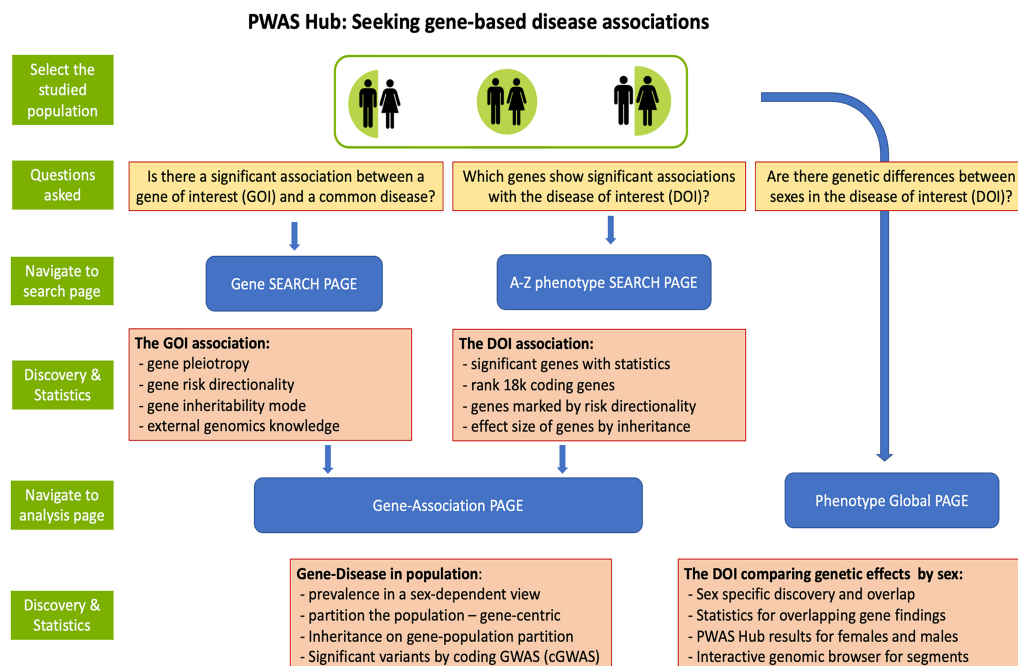 PWAS Hub: Seeking gene-based disease associations
Select the
studied
population
Questions
asked
Is there a significant association between a
gene of interest (GOI) and a common disease?
Which genes show significant associations
with the disease of interest (DOI)?
Are there genetic differences between
sexes in the disease of interest (DOI)?
Navigate to
search page
Gene SEARCH PAGE
A-Z phenotype SEARCH PAGE
Discovery &
Statistics
The GOI association:
- gene pleiotropy
- gene risk directionality
- gene inheritability mode
- external genomics knowledge
The DOI association:
- significant genes with statistics
- rank 18k coding genes
- genes marked by risk directionality
- effect size of genes by inheritance
Navigate to
analysis page
Gene-Association PAGE
Phenotype Global PAGE
Discovery &
Statistics
Gene-Disease in population:
- prevalence in a sex-dependent view
- partition the population – gene-centric
- Inheritance on gene-population partition
- Significant variants by coding GWAS (cGWAS)
The DOI comparing genetic effects by sex:
- Sex specific discovery and overlap
- Statistics for overlapping gene findings
- PWAS Hub results for females and males
- Interactive genomic browser for segments